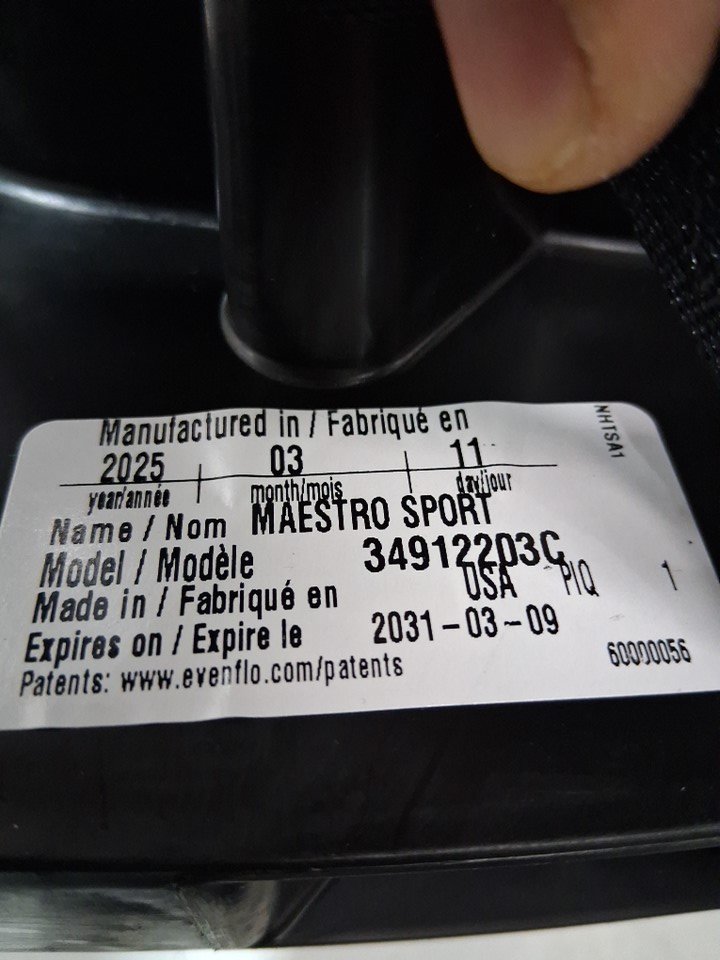 Manufactured in / Fabriqué en
2025 03 11
year/année month/mois day/jour
Name / Nom MAESTRO SPORT
Model / Modèle 34912203C
Made in / Fabriqué en USA PIQ 1
Expires on / Expire le 2031-03-09
Patents: www.evenflo.com/patents 60000056
NHTSA1